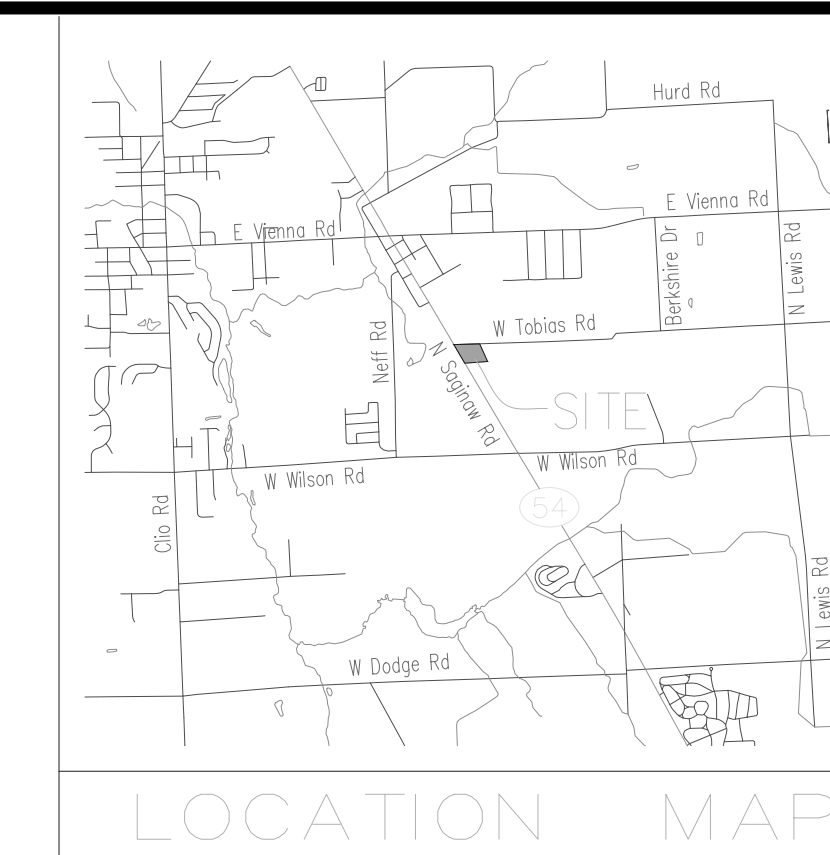 Hurd Rd
E Vienna Rd
E Vienna Rd
Berkshire Dr
N Lewis Rd
W Tobias Rd
Neff Rd
N Saginaw Rd
SITE
W Wilson Rd
W Wilson Rd
54
Clio Rd
N Lewis Rd
W Dodge Rd
LOCATION MAP